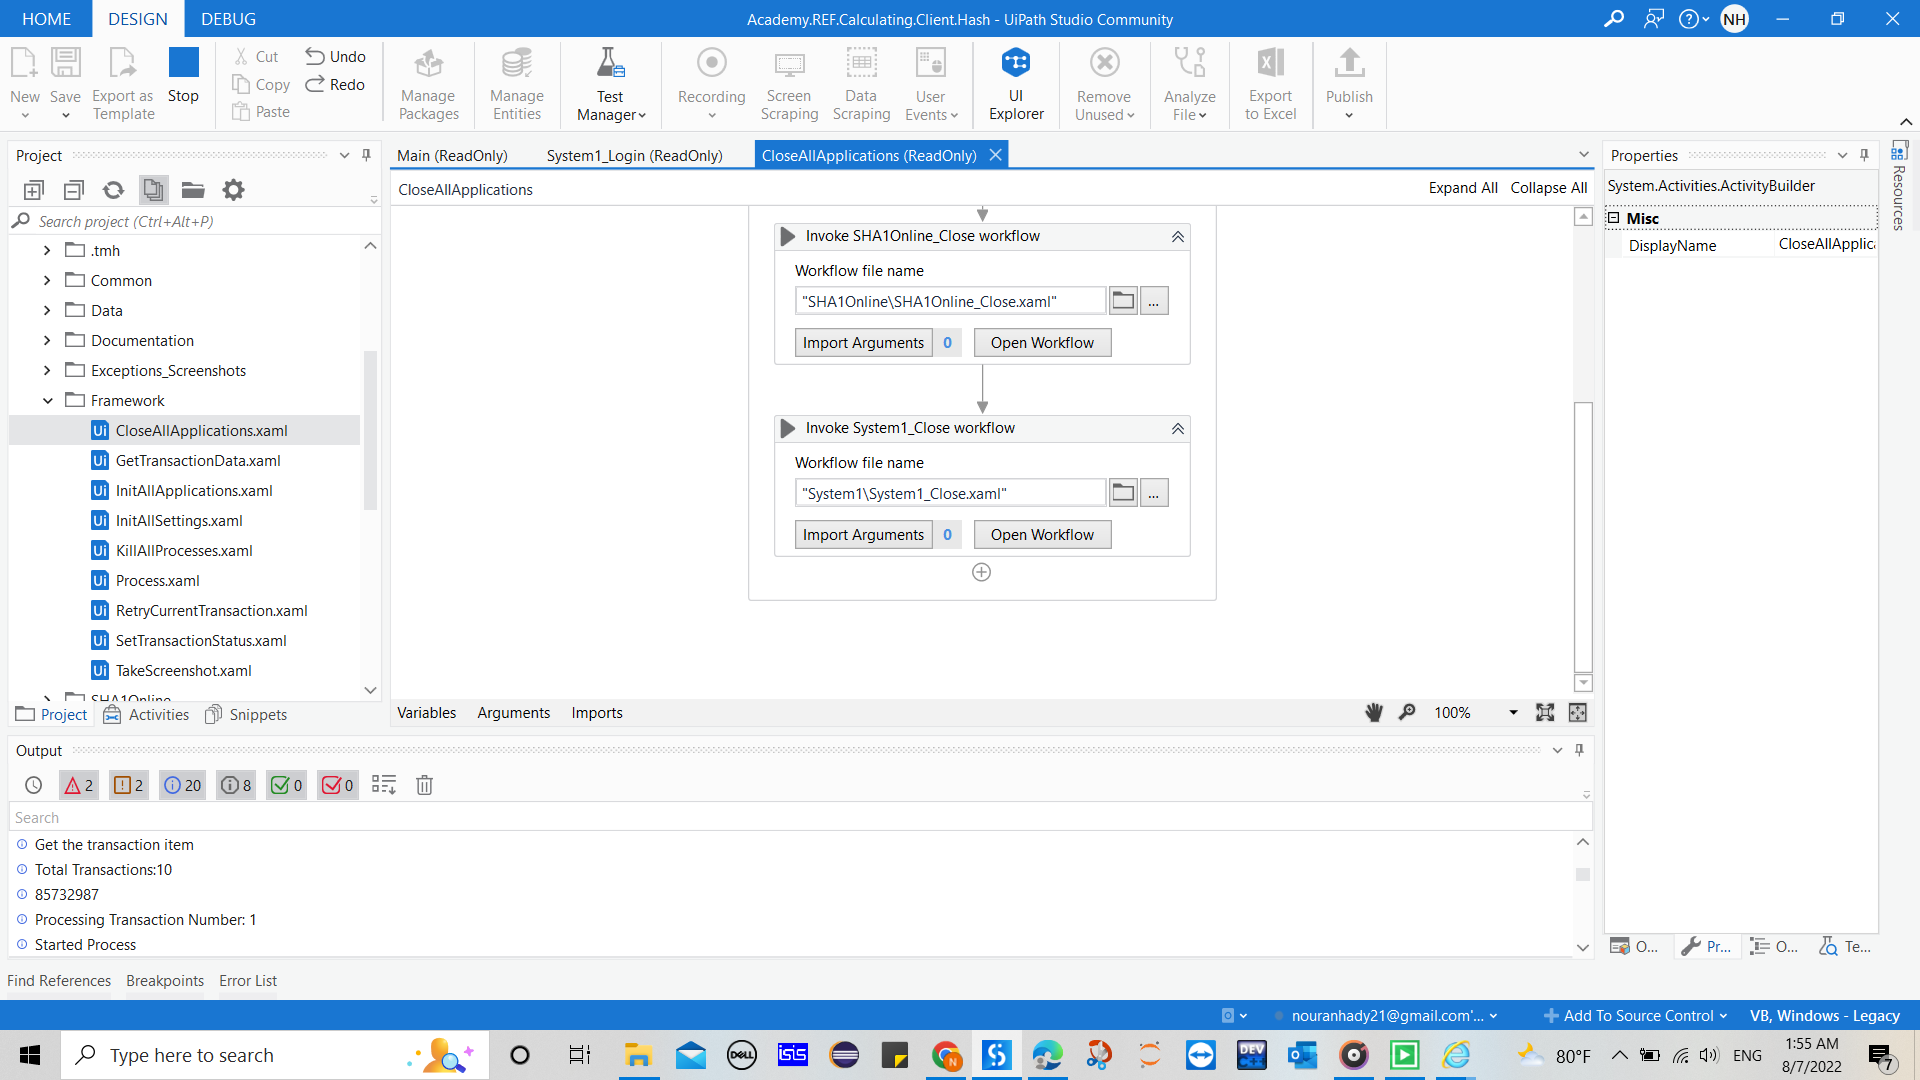 HOME DESIGN DEBUG
Academy.REF.Calculating.Client.Hash - UiPath Studio Community
NH
New Save Export as Template Stop
Cut Copy Paste Undo Redo
Manage Packages
Manage Entities
Test Manager
Recording
Screen Scraping
Data Scraping
User Events
UI Explorer
Remove Unused
Analyze File
Export to Excel
Publish
Project
Search project (Ctrl+Alt+P)
.tmh
Common
Data
Documentation
Exceptions_Screenshots
Framework
CloseAllApplications.xaml
GetTransactionData.xaml
InitAllApplications.xaml
InitAllSettings.xaml
KillAllProcesses.xaml
Process.xaml
RetryCurrentTransaction.xaml
SetTransactionStatus.xaml
TakeScreenshot.xaml
SHA1Online
Project Activities Snippets
Main (ReadOnly) System1_Login (ReadOnly) CloseAllApplications (ReadOnly)
CloseAllApplications
Expand All Collapse All
Invoke SHA1Online_Close workflow
Workflow file name
"SHA1Online\SHA1Online_Close.xaml"
...
Import Arguments 0 Open Workflow
Invoke System1_Close workflow
Workflow file name
"System1\System1_Close.xaml"
...
Import Arguments 0 Open Workflow
Variables Arguments Imports
100%
Properties
System.Activities.ActivityBuilder
Misc
DisplayName CloseAllApplic
Resources
O... Pr... O... Te...
Output
2 2 20 8 0 0
Search
Get the transaction item
Total Transactions:10
85732987
Processing Transaction Number: 1
Started Process
Find References Breakpoints Error List
nouranhady21@gmail.com'... Add To Source Control VB, Windows - Legacy
Type here to search
DELL
isis
N
DEV C++
80°F
ENG
1:55 AM
8/7/2022
7